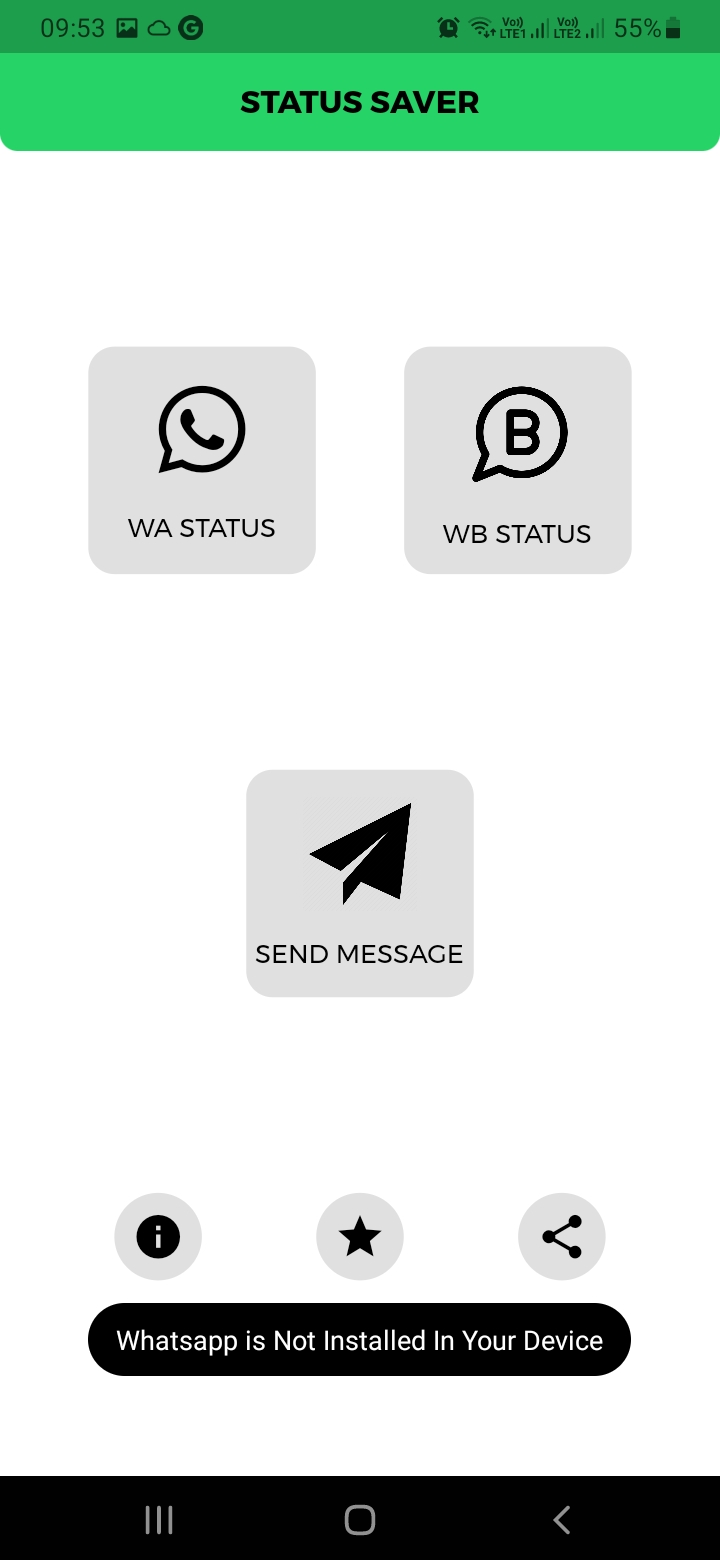 09:53 G Vo)) LTE1 Vo)) LTE2 55%
STATUS SAVER
B
WA STATUS
WB STATUS
SEND MESSAGE
Whatsapp is Not Installed In Your Device